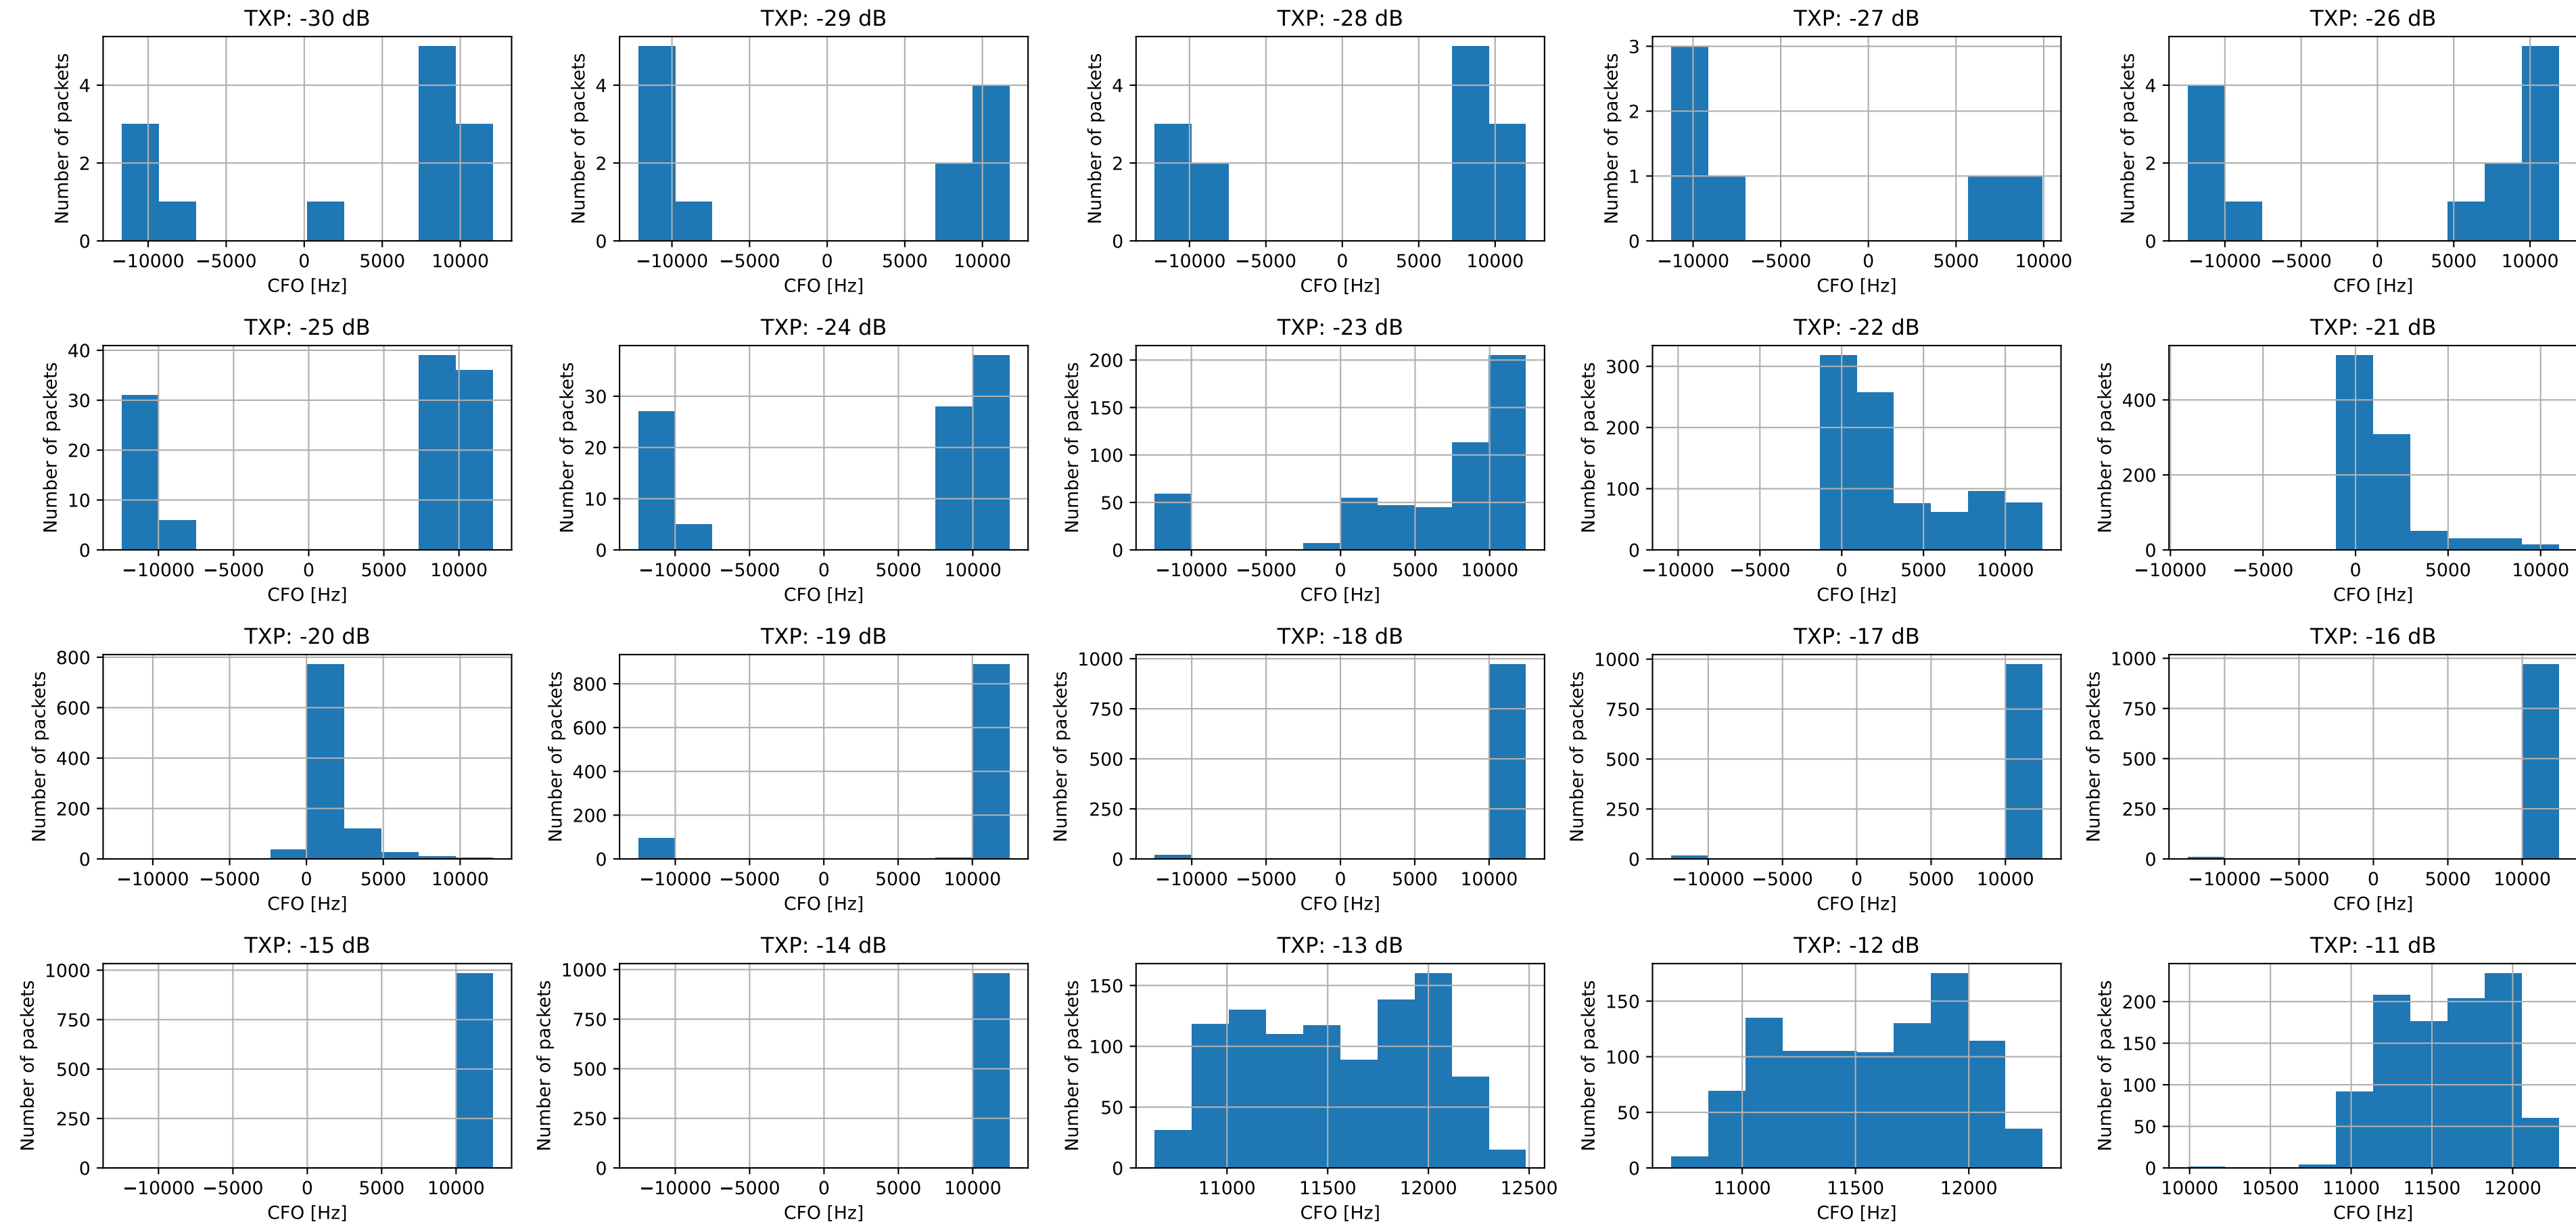 TXP: -30 dB
Number of packets
4
2
0
−10000 −5000 0 5000 10000
CFO [Hz]
TXP: -29 dB
Number of packets
4
2
0
−10000 −5000 0 5000 10000
CFO [Hz]
TXP: -28 dB
Number of packets
4
2
0
−10000 −5000 0 5000 10000
CFO [Hz]
TXP: -27 dB
Number of packets
3
2
1
0
−10000 −5000 0 5000 10000
CFO [Hz]
TXP: -26 dB
Number of packets
4
2
0
−10000 −5000 0 5000 10000
CFO [Hz]
TXP: -25 dB
Number of packets
40
30
20
10
0
−10000 −5000 0 5000 10000
CFO [Hz]
TXP: -24 dB
Number of packets
30
20
10
0
−10000 −5000 0 5000 10000
CFO [Hz]
TXP: -23 dB
Number of packets
200
150
100
50
0
−10000 −5000 0 5000 10000
CFO [Hz]
TXP: -22 dB
Number of packets
300
200
100
0
−10000 −5000 0 5000 10000
CFO [Hz]
TXP: -21 dB
Number of packets
400
200
0
−10000 −5000 0 5000 10000
CFO [Hz]
TXP: -20 dB
Number of packets
800
600
400
200
0
−10000 −5000 0 5000 10000
CFO [Hz]
TXP: -19 dB
Number of packets
800
600
400
200
0
−10000 −5000 0 5000 10000
CFO [Hz]
TXP: -18 dB
Number of packets
1000
750
500
250
0
−10000 −5000 0 5000 10000
CFO [Hz]
TXP: -17 dB
Number of packets
1000
750
500
250
0
−10000 −5000 0 5000 10000
CFO [Hz]
TXP: -16 dB
Number of packets
1000
750
500
250
0
−10000 −5000 0 5000 10000
CFO [Hz]
TXP: -15 dB
Number of packets
1000
750
500
250
0
−10000 −5000 0 5000 10000
CFO [Hz]
TXP: -14 dB
Number of packets
1000
750
500
250
0
−10000 −5000 0 5000 10000
CFO [Hz]
TXP: -13 dB
Number of packets
150
100
50
0
11000 11500 12000 12500
CFO [Hz]
TXP: -12 dB
Number of packets
150
100
50
0
11000 11500 12000
CFO [Hz]
TXP: -11 dB
Number of packets
200
150
100
50
0
10000 10500 11000 11500 12000
CFO [Hz]